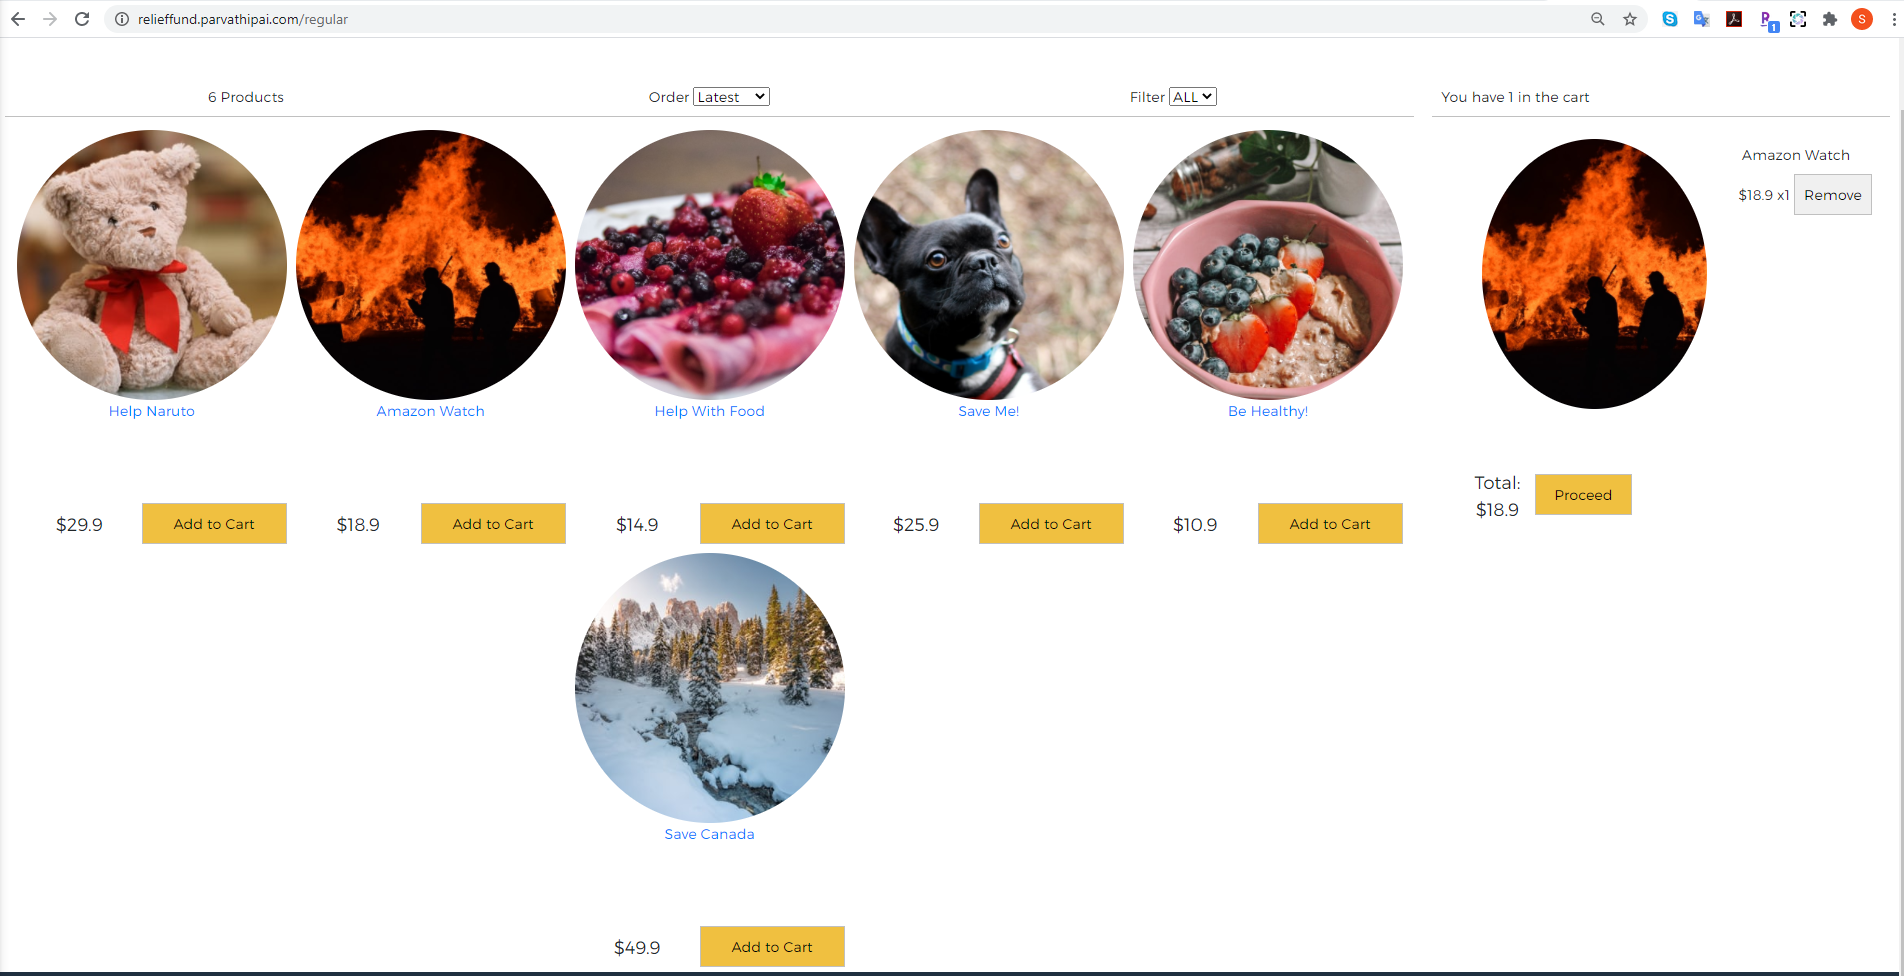 relieffund.parvathipai.com/regular
S
1
6 Products
Order Latest
Filter ALL
You have 1 in the cart
Help Naruto
Amazon Watch
Help With Food
Save Me!
Be Healthy!
$29.9 Add to Cart
$18.9 Add to Cart
$14.9 Add to Cart
$25.9 Add to Cart
$10.9 Add to Cart
Save Canada
$49.9 Add to Cart
Amazon Watch
$18.9 x1 Remove
Total:
$18.9
Proceed